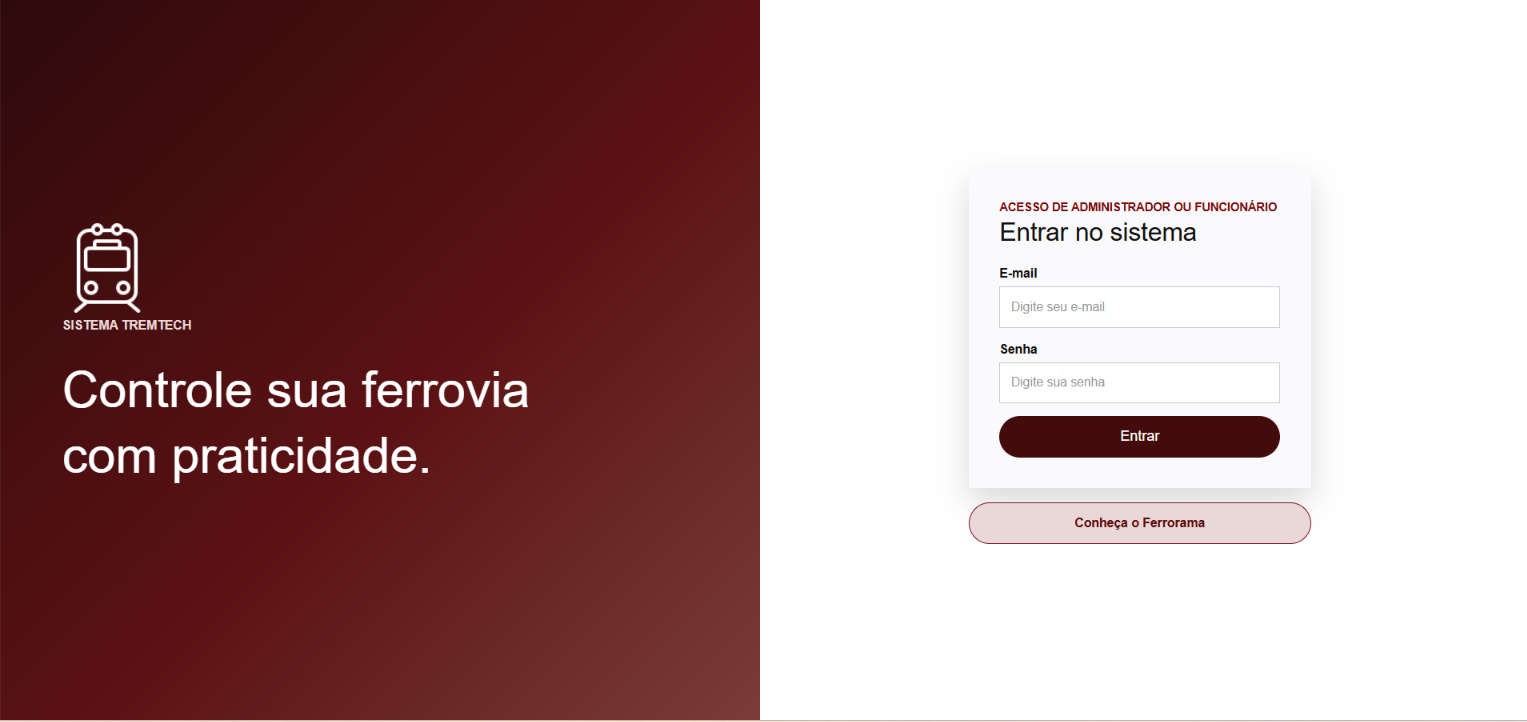 SISTEMA TREMTECH
Controle sua ferrovia
com praticidade.
ACESSO DE ADMINISTRADOR OU FUNCIONÁRIO
Entrar no sistema
E-mail
Digite seu e-mail
Senha
Digite sua senha
Entrar
Conheça o Ferrorama